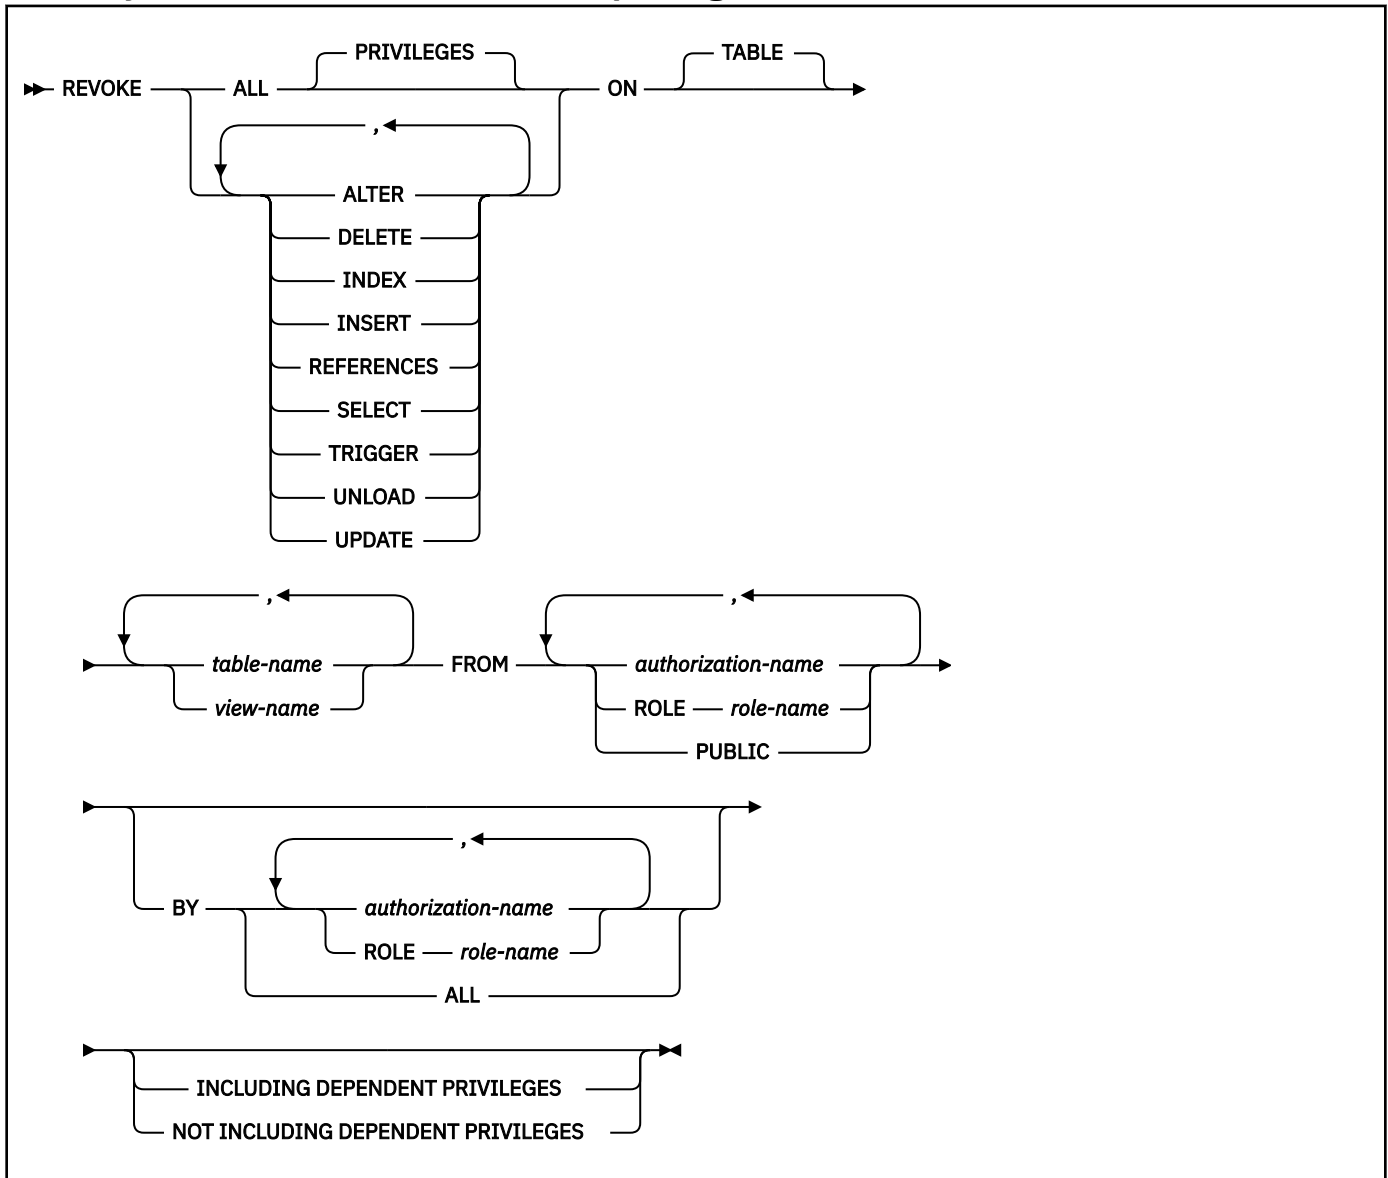 PRIVILEGES TABLE
REVOKE ALL ON
,
ALTER
DELETE
INDEX
INSERT
REFERENCES
SELECT
TRIGGER
UNLOAD
UPDATE
, ,
table-name FROM authorization-name
view-name ROLE role-name
PUBLIC
,
BY authorization-name
ROLE role-name
ALL
INCLUDING DEPENDENT PRIVILEGES
NOT INCLUDING DEPENDENT PRIVILEGES